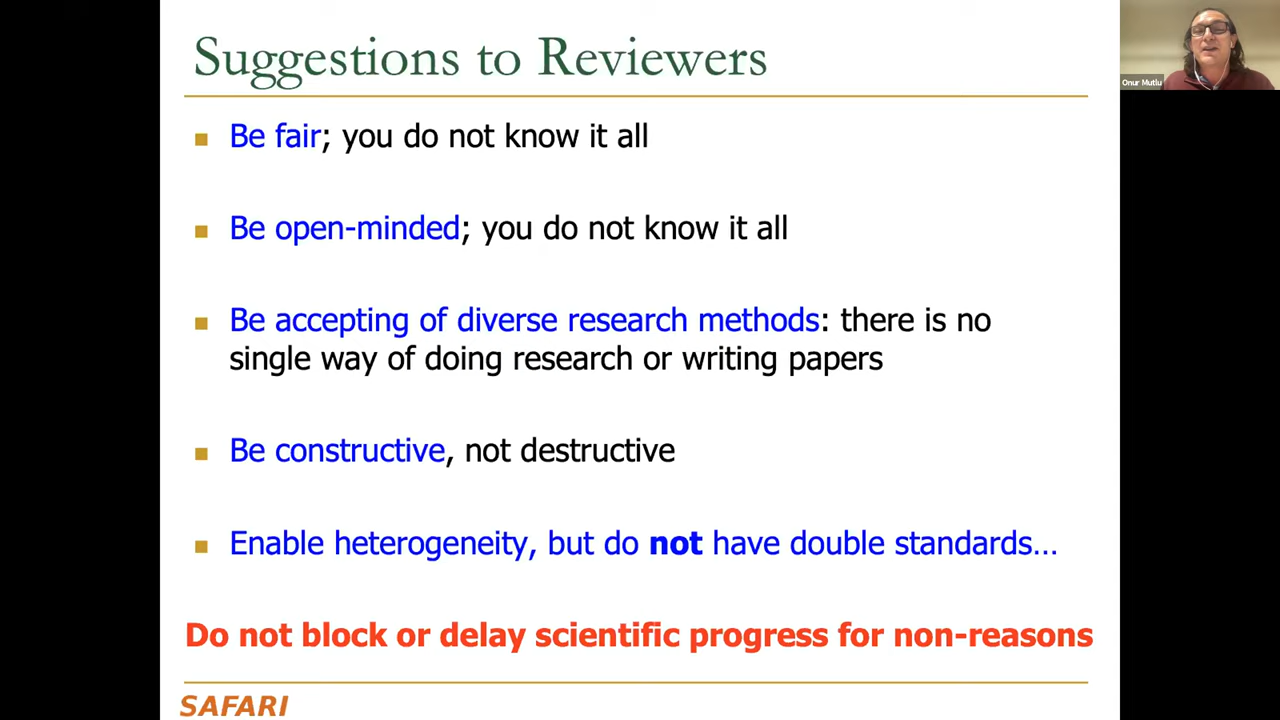 Suggestions to Reviewers
Onur Mutlu
Be fair; you do not know it all
Be open-minded; you do not know it all
Be accepting of diverse research methods: there is no
single way of doing research or writing papers
Be constructive, not destructive
Enable heterogeneity, but do not have double standards…
Do not block or delay scientific progress for non-reasons
SAFARI